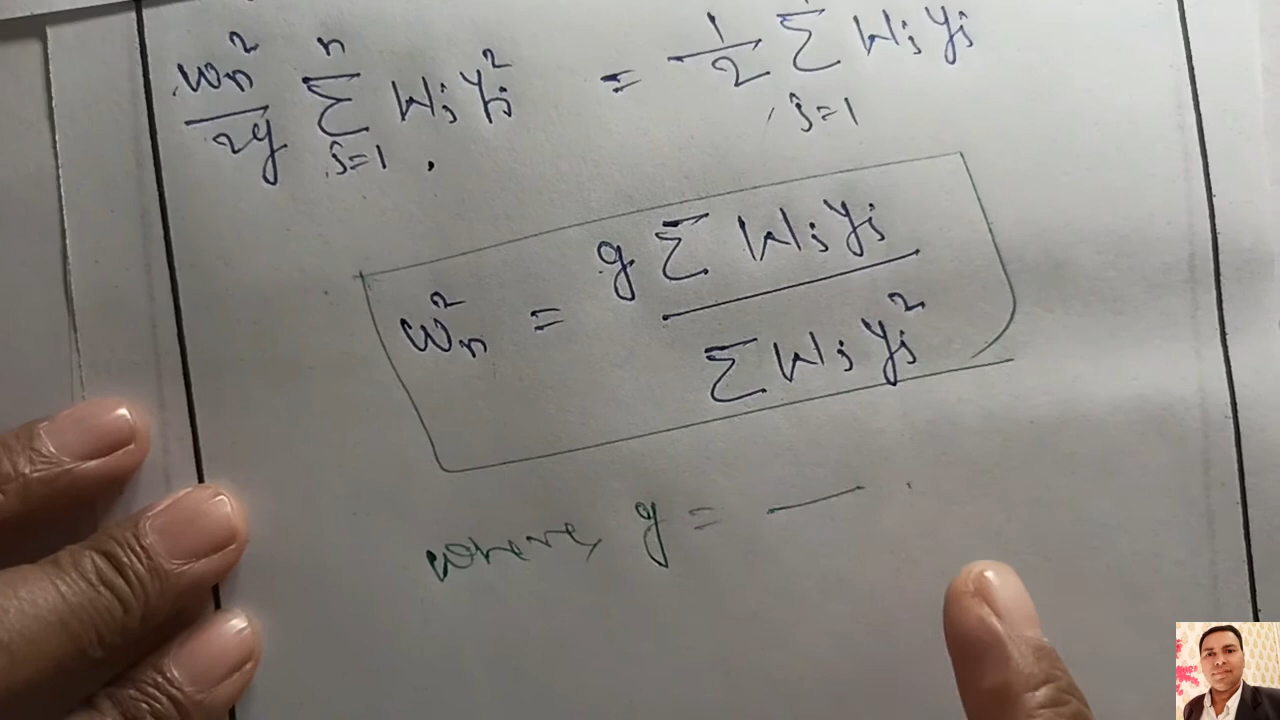 ωn² / 2g Σ_{j=1}^{n} Wj yj² = 1/2 Σ_{j=1} Wj yj
ωn² = g Σ Wj yj / Σ Wj yj²
where, g = —